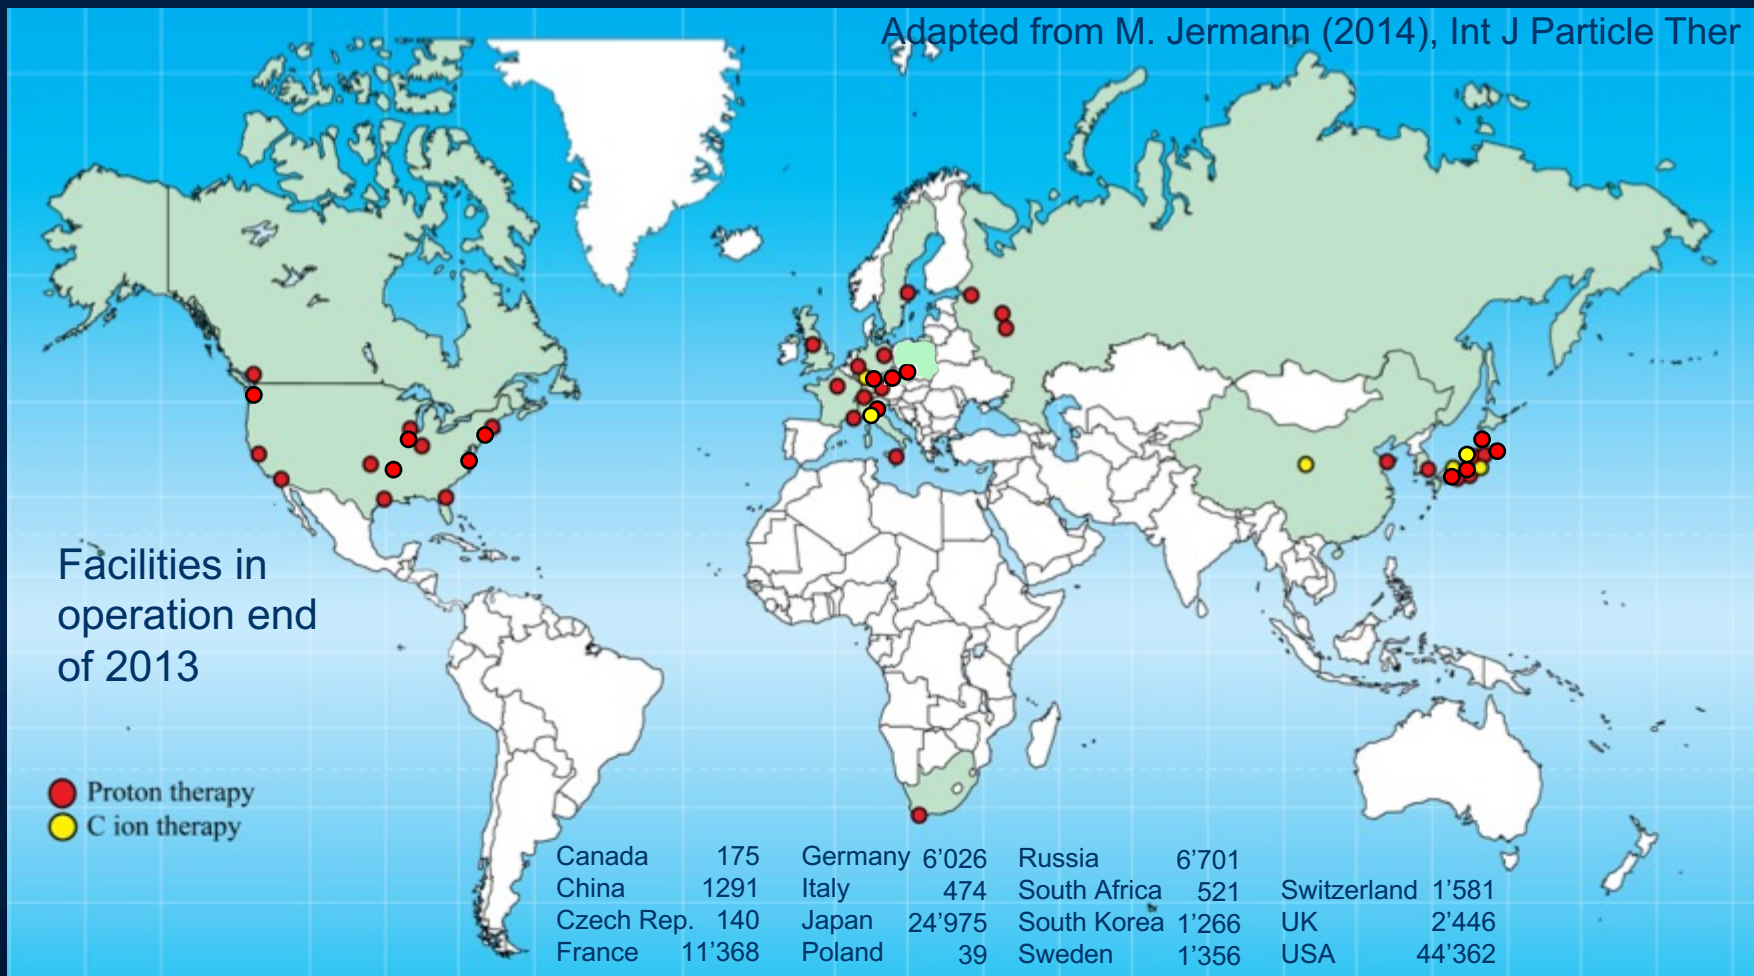 Adapted from M. Jermann (2014), Int J Particle Ther
Facilities in
operation end
of 2013
Proton therapy
C ion therapy
Canada 175
China 1291
Czech Rep. 140
France 11’368
Germany 6’026
Italy 474
Japan 24’975
Poland 39
Russia 6’701
South Africa 521
South Korea 1’266
Sweden 1’356
Switzerland 1’581
UK 2’446
USA 44’362